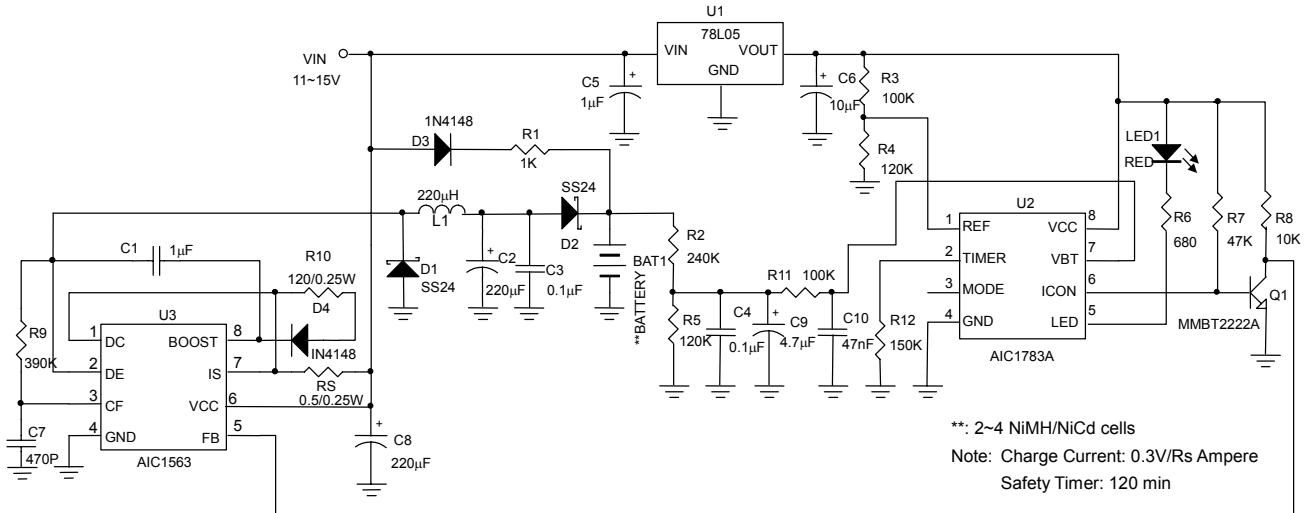 U1
78L05
VIN
VOUT
GND
VIN
11~15V
C5
1µF
+
C6
10µF
+
R3
100K
R4
120K
1N4148
D3
R1
1K
LED1
RED
220µH
L1
SS24
D2
U2
1
REF
VCC
8
2
TIMER
VBT
7
3
MODE
ICON
6
4
GND
LED
5
AIC1783A
R6
680
R7
47K
R8
10K
Q1
MMBT2222A
C1
1µF
R10
120/0.25W
D4
D1
SS24
+
C2
220µF
C3
0.1µF
BAT1
**BATTERY
R2
240K
R11
100K
R5
120K
C4
0.1µF
+
C9
4.7µF
C10
47nF
R12
150K
R9
390K
U3
1
DC
BOOST
8
2
DE
IS
7
3
CF
VCC
6
4
GND
FB
5
AIC1563
IN4148
RS
0.5/0.25W
C7
470P
+
C8
220µF
**: 2~4 NiMH/NiCd cells
Note: Charge Current: 0.3V/Rs Ampere
Safety Timer: 120 min